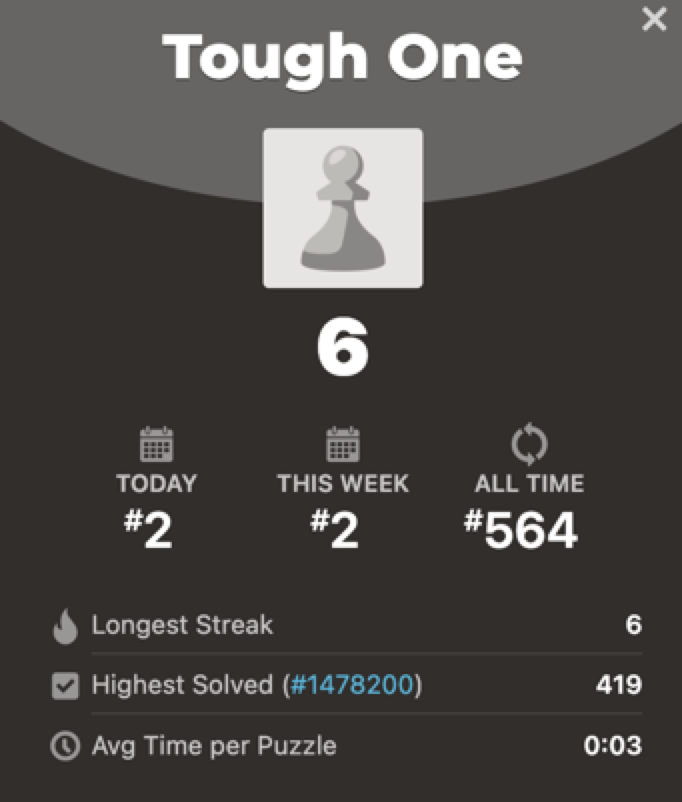 Tough One
6
TODAY THIS WEEK ALL TIME
#2 #2 #564
Longest Streak 6
Highest Solved (#1478200) 419
Avg Time per Puzzle 0:03